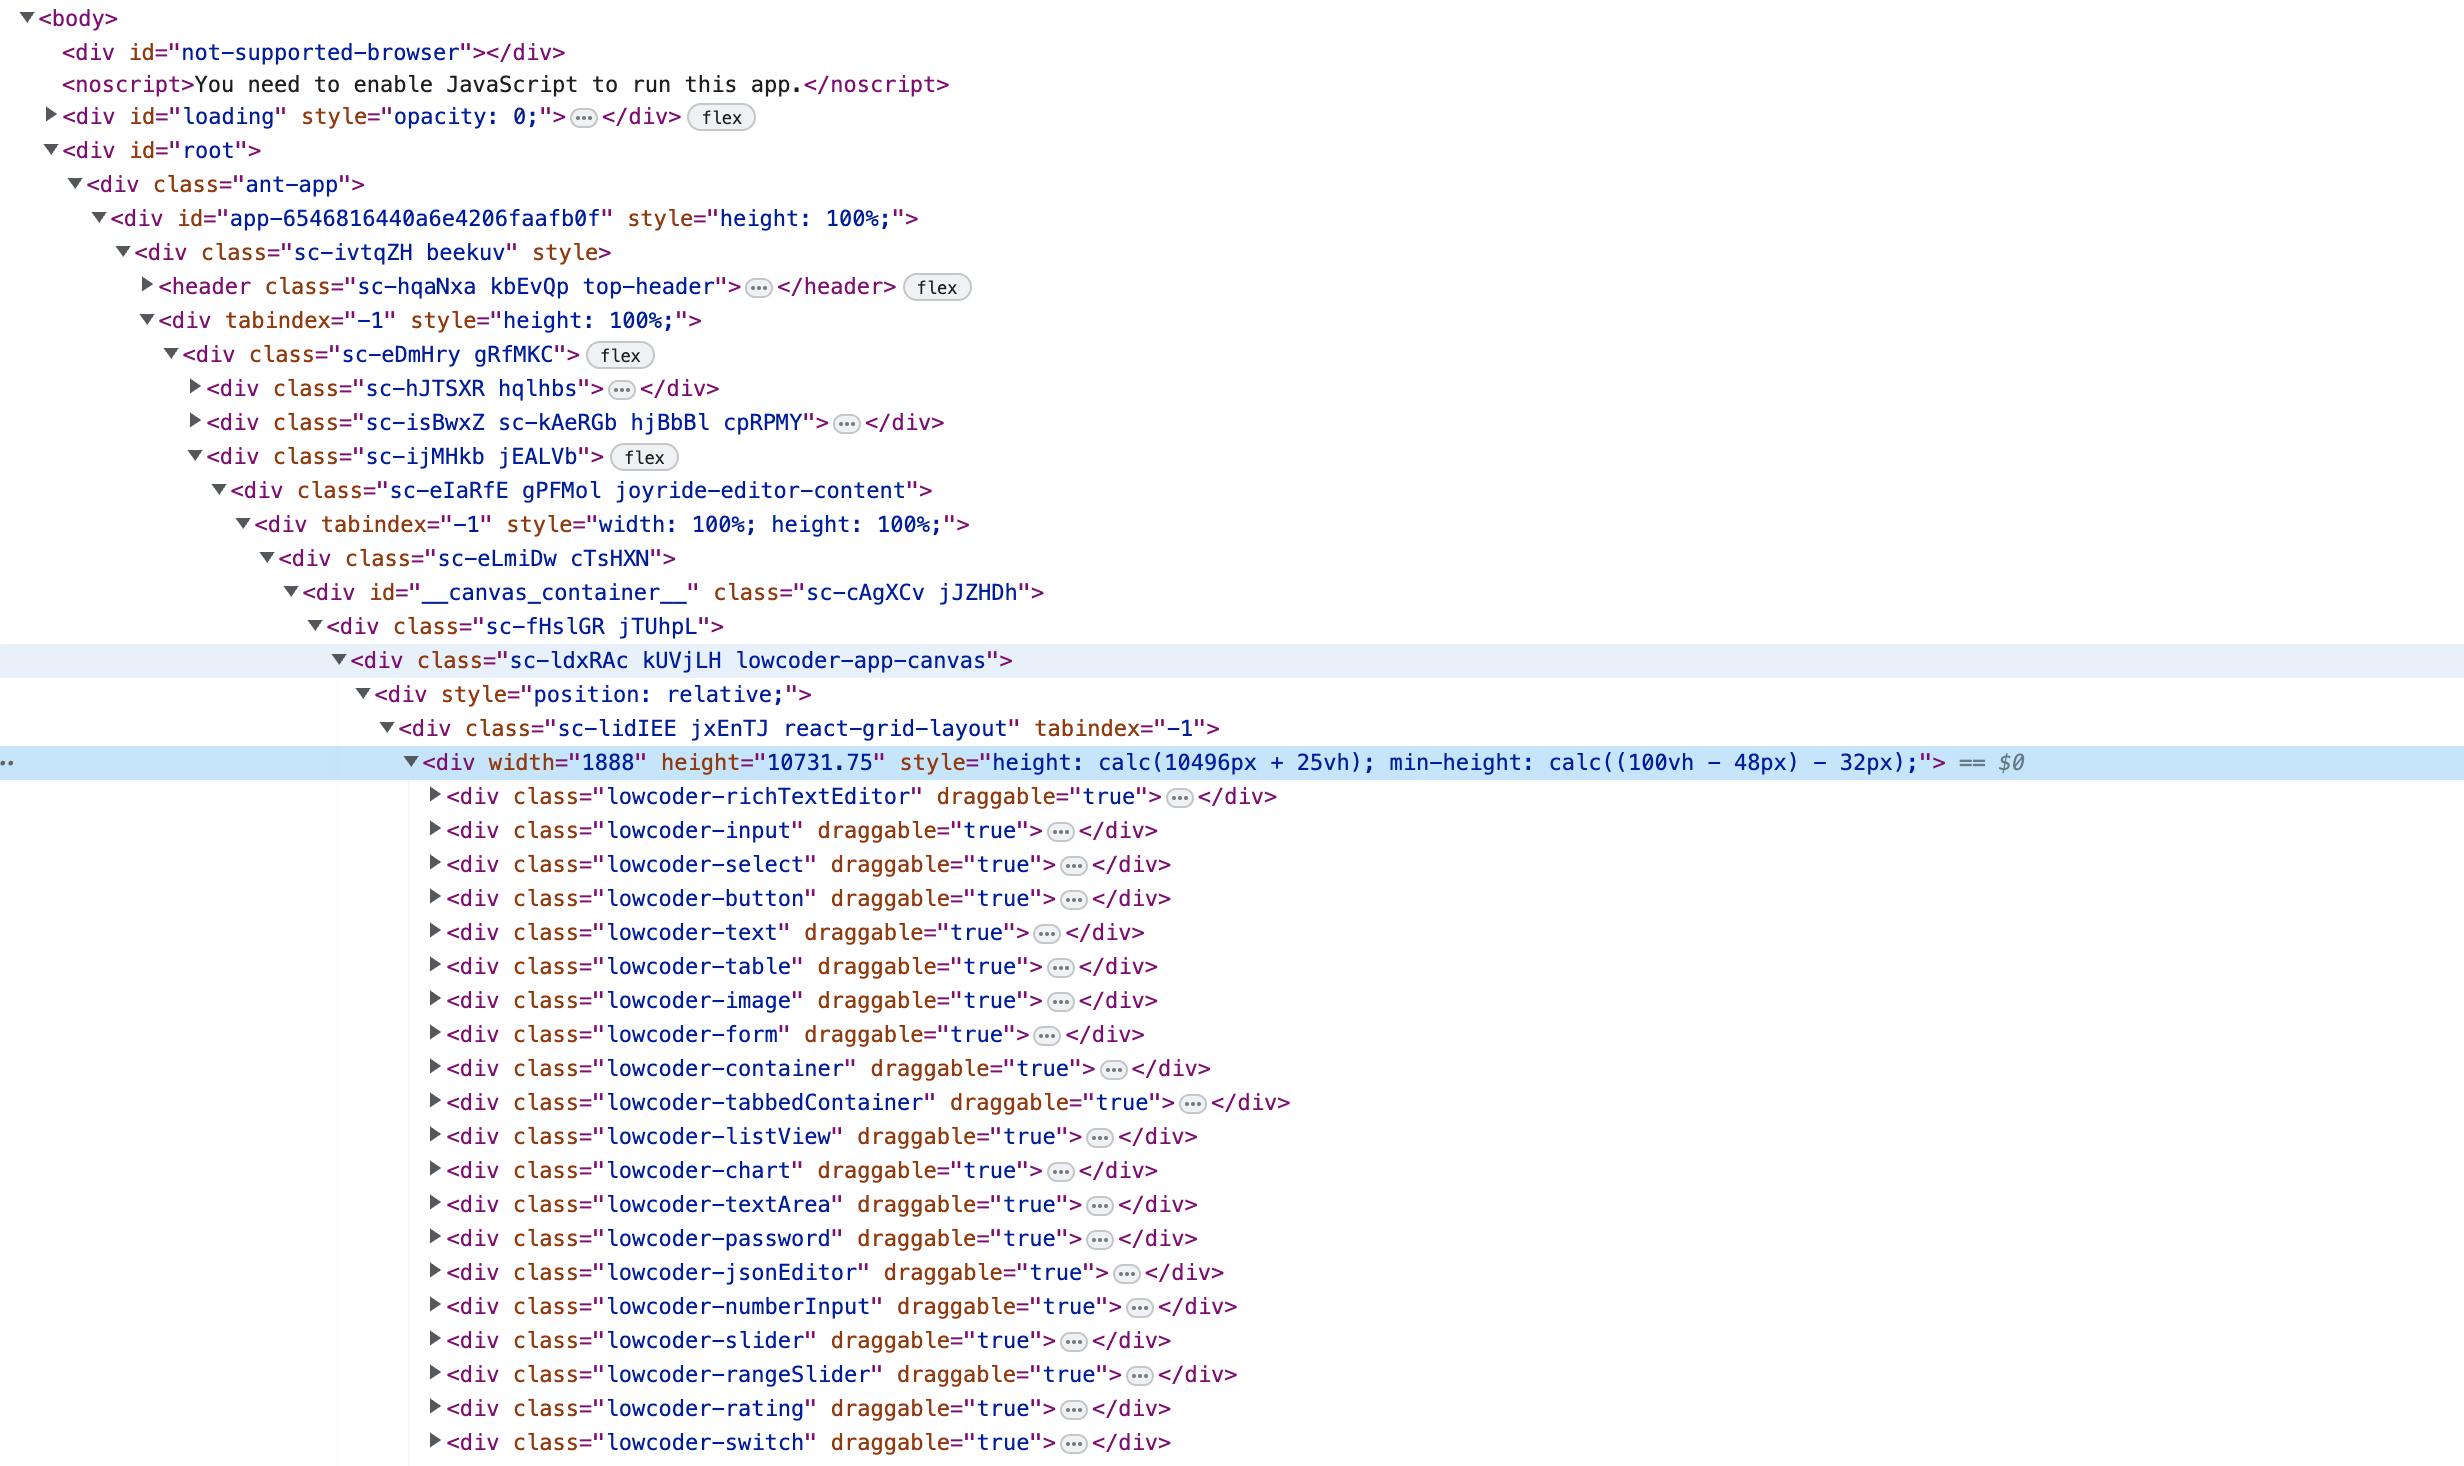 <body>
<div id="not-supported-browser"></div>
<noscript>You need to enable JavaScript to run this app.</noscript>
<div id="loading" style="opacity: 0;">…</div> flex
<div id="root">
<div class="ant-app">
<div id="app-6546816440a6e4206faafb0f" style="height: 100%;">
<div class="sc-ivtqZH beekuv" style>
<header class="sc-hqaNxa kbEvQp top-header">…</header> flex
<div tabindex="-1" style="height: 100%;">
<div class="sc-eDmHry gRfMKC"> flex
<div class="sc-hJTSXR hqlhbs">…</div>
<div class="sc-isBwxZ sc-kAeRGb hjBbBl cpRPMY">…</div>
<div class="sc-ijMHkb jEALVb"> flex
<div class="sc-eIaRfE gPFMol joyride-editor-content">
<div tabindex="-1" style="width: 100%; height: 100%;">
<div class="sc-eLmiDw cTsHXN">
<div id="__canvas_container__" class="sc-cAgXCv jJZHDh">
<div class="sc-fHslGR jTUhpL">
<div class="sc-ldxRAc kUVjLH lowcoder-app-canvas">
<div style="position: relative;">
<div class="sc-lidIEE jxEnTJ react-grid-layout" tabindex="-1">
<div width="1888" height="10731.75" style="height: calc(10496px + 25vh); min-height: calc((100vh - 48px) - 32px);"> == $0
<div class="lowcoder-richTextEditor" draggable="true">…</div>
<div class="lowcoder-input" draggable="true">…</div>
<div class="lowcoder-select" draggable="true">…</div>
<div class="lowcoder-button" draggable="true">…</div>
<div class="lowcoder-text" draggable="true">…</div>
<div class="lowcoder-table" draggable="true">…</div>
<div class="lowcoder-image" draggable="true">…</div>
<div class="lowcoder-form" draggable="true">…</div>
<div class="lowcoder-container" draggable="true">…</div>
<div class="lowcoder-tabbedContainer" draggable="true">…</div>
<div class="lowcoder-listView" draggable="true">…</div>
<div class="lowcoder-chart" draggable="true">…</div>
<div class="lowcoder-textArea" draggable="true">…</div>
<div class="lowcoder-password" draggable="true">…</div>
<div class="lowcoder-jsonEditor" draggable="true">…</div>
<div class="lowcoder-numberInput" draggable="true">…</div>
<div class="lowcoder-slider" draggable="true">…</div>
<div class="lowcoder-rangeSlider" draggable="true">…</div>
<div class="lowcoder-rating" draggable="true">…</div>
<div class="lowcoder-switch" draggable="true">…</div>